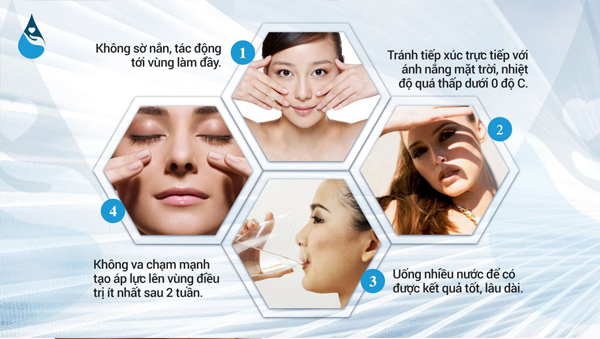 1
Không sờ nắn, tác động
tới vùng làm đầy.
Tránh tiếp xúc trực tiếp với
ánh nắng mặt trời, nhiệt
độ quá thấp dưới 0 độ C.
2
3
Uống nhiều nước để có
được kết quả tốt, lâu dài.
4
Không va chạm mạnh
tạo áp lực lên vùng điều
trị ít nhất sau 2 tuần.